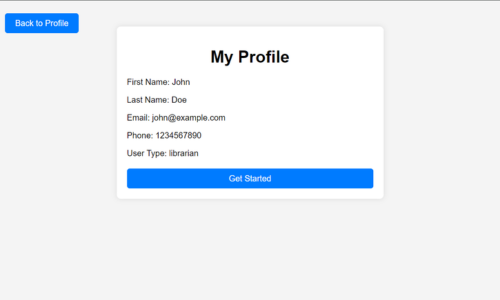 Back to Profile
My Profile
First Name: John
Last Name: Doe
Email: john@example.com
Phone: 1234567890
User Type: librarian
Get Started